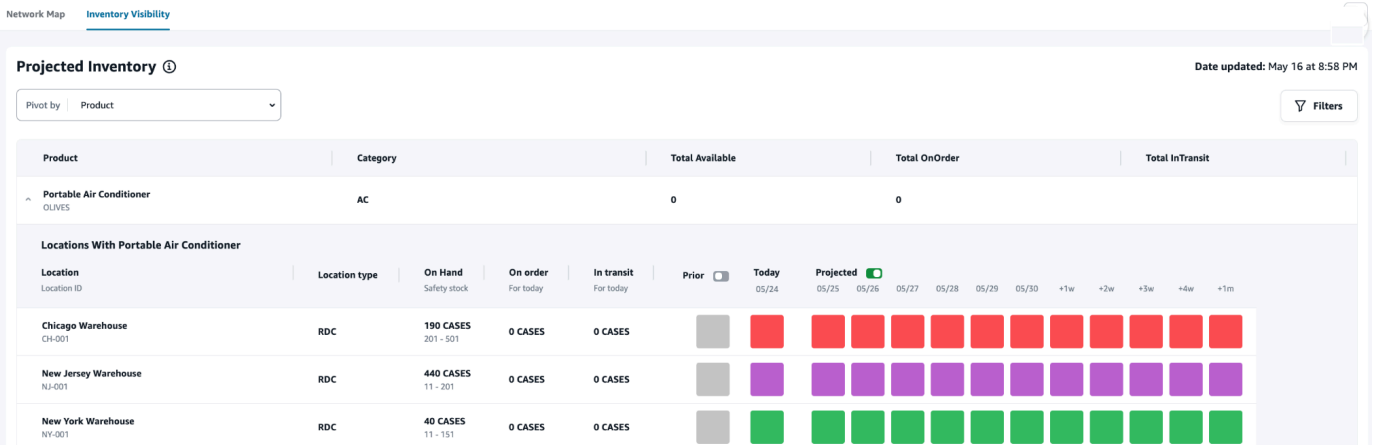 Network Map Inventory Visibility
Projected Inventory
Date updated: May 16 at 8:58 PM
Pivot by Product
Filters
Product Category Total Available Total OnOrder Total InTransit
Portable Air Conditioner
OLIVES
AC 0 0
Locations With Portable Air Conditioner
Location Location type On Hand On order In transit Prior Today Projected
Location ID Safety stock For today For today 05/24 05/25 05/26 05/27 05/28 05/29 05/30 +1w +2w +3w +4w +1m
Chicago Warehouse RDC 190 CASES 0 CASES 0 CASES
CH-001 201 - 501
New Jersey Warehouse RDC 440 CASES 0 CASES 0 CASES
NJ-001 11 - 201
New York Warehouse RDC 40 CASES 0 CASES 0 CASES
NY-001 11 - 151